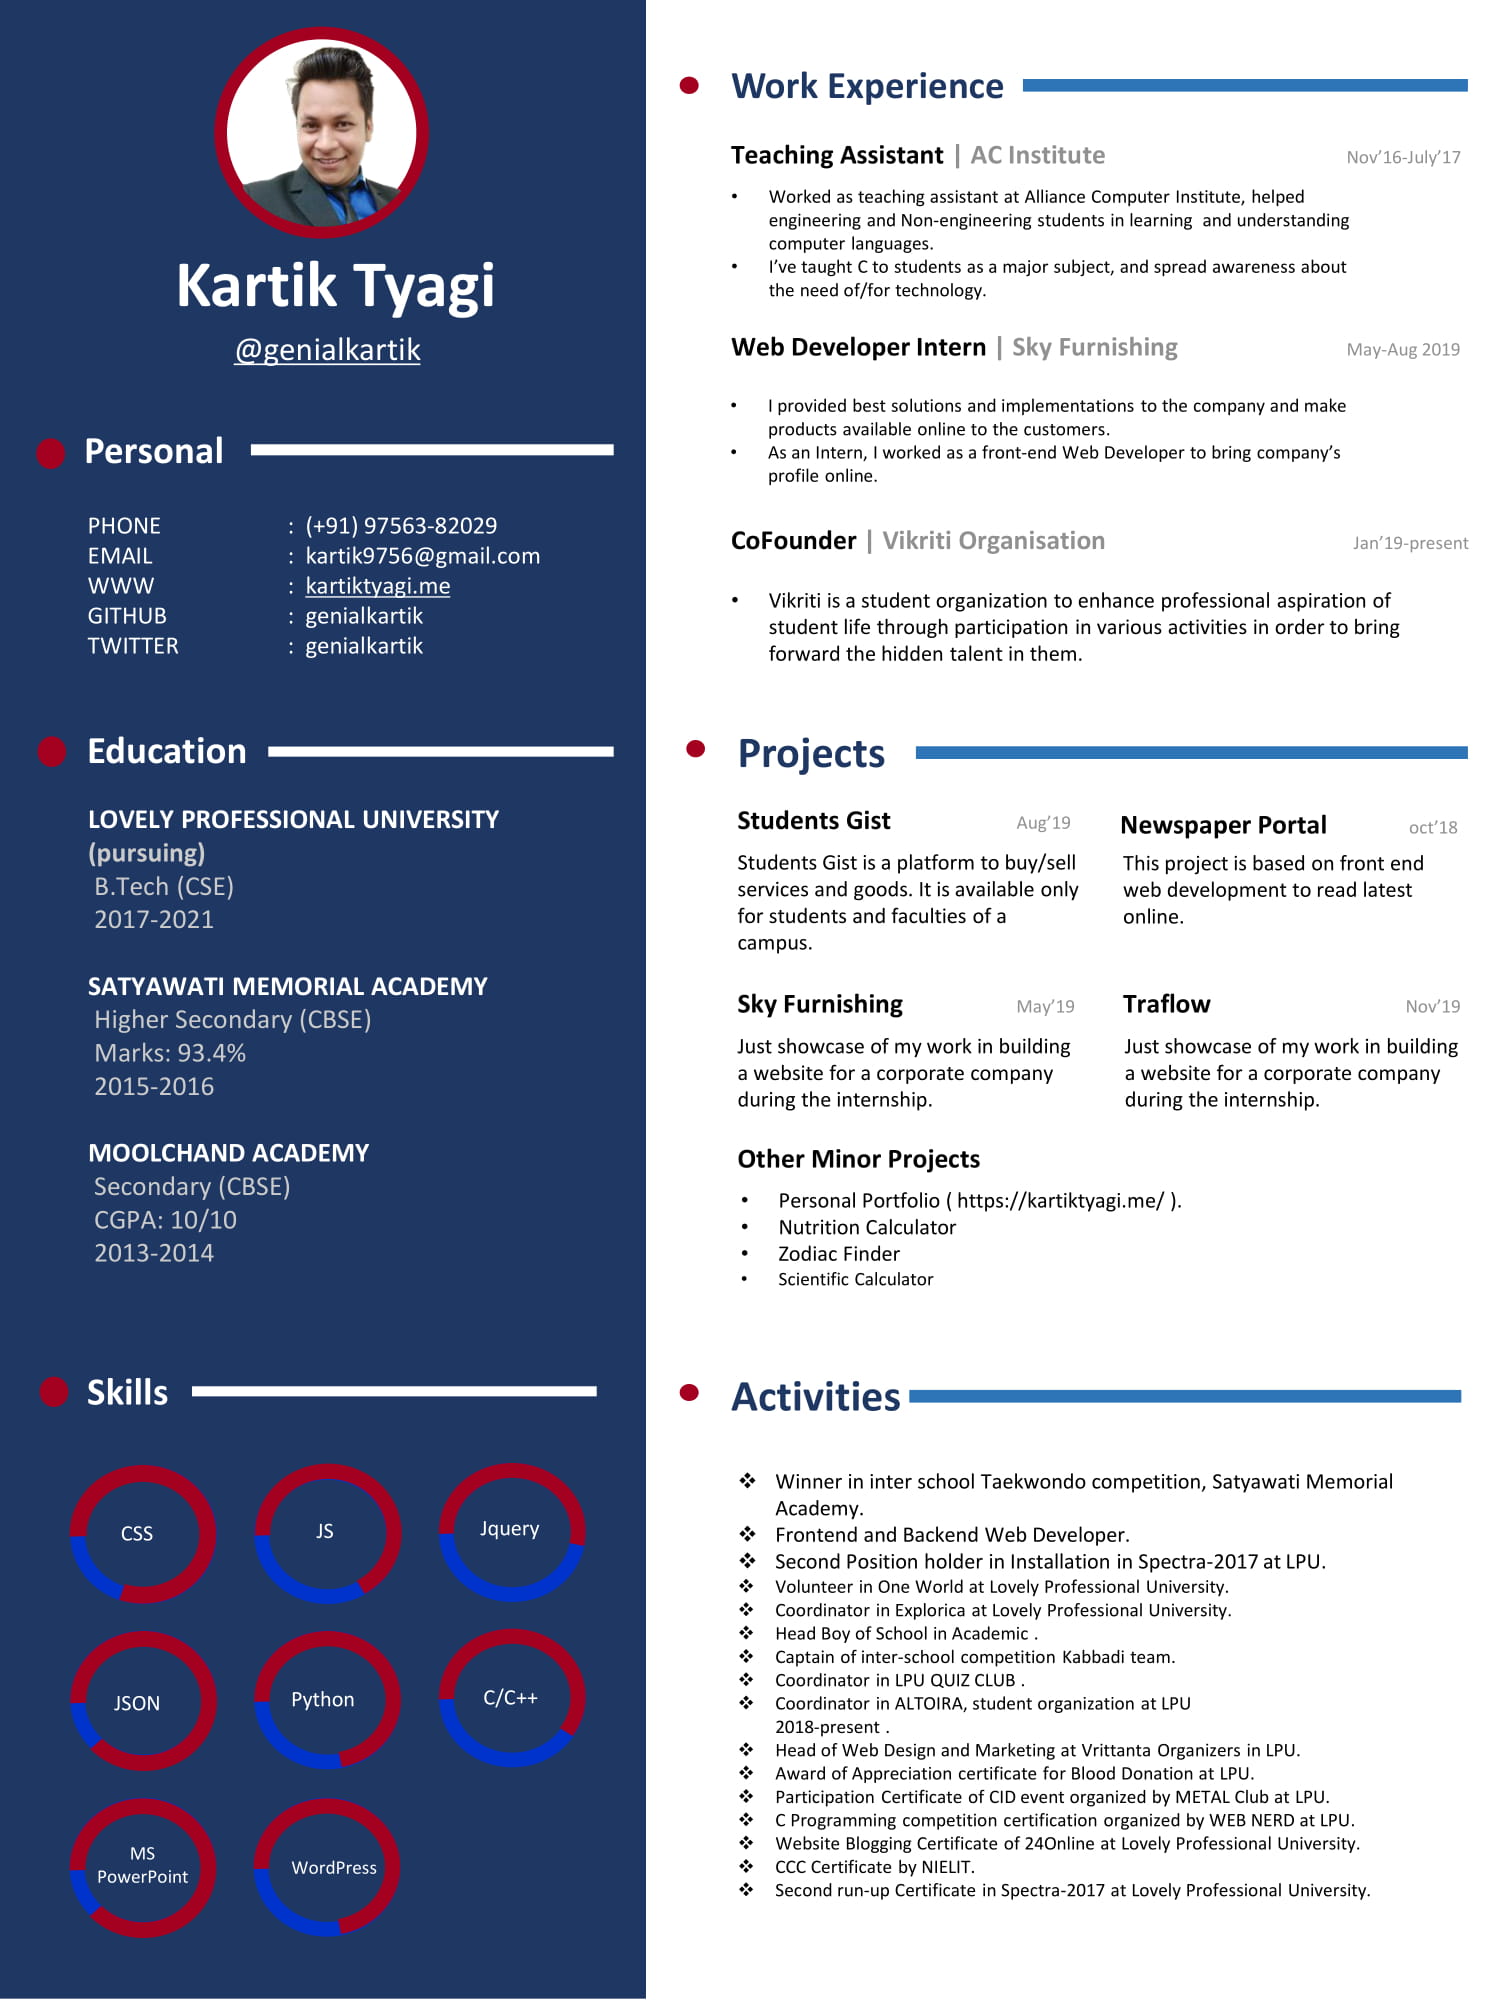 Kartik Tyagi
@genialkartik
Personal
PHONE : (+91) 97563-82029
EMAIL : kartik9756@gmail.com
WWW : kartiktyagi.me
GITHUB : genialkartik
TWITTER : genialkartik
Education
LOVELY PROFESSIONAL UNIVERSITY
(pursuing)
B.Tech (CSE)
2017-2021
SATYAWATI MEMORIAL ACADEMY
Higher Secondary (CBSE)
Marks: 93.4%
2015-2016
MOOLCHAND ACADEMY
Secondary (CBSE)
CGPA: 10/10
2013-2014
Skills
CSS
JS
Jquery
JSON
Python
C/C++
MS
PowerPoint
WordPress
Work Experience
Teaching Assistant | AC Institute Nov’16-July’17
• Worked as teaching assistant at Alliance Computer Institute, helped
engineering and Non-engineering students in learning and understanding
computer languages.
• I’ve taught C to students as a major subject, and spread awareness about
the need of/for technology.
Web Developer Intern | Sky Furnishing May-Aug 2019
• I provided best solutions and implementations to the company and make
products available online to the customers.
• As an Intern, I worked as a front-end Web Developer to bring company’s
profile online.
CoFounder | Vikriti Organisation Jan’19-present
• Vikriti is a student organization to enhance professional aspiration of
student life through participation in various activities in order to bring
forward the hidden talent in them.
Projects
Students Gist Aug’19
Students Gist is a platform to buy/sell
services and goods. It is available only
for students and faculties of a
campus.
Newspaper Portal oct’18
This project is based on front end
web development to read latest
online.
Sky Furnishing May’19
Just showcase of my work in building
a website for a corporate company
during the internship.
Traflow Nov’19
Just showcase of my work in building
a website for a corporate company
during the internship.
Other Minor Projects
• Personal Portfolio ( https://kartiktyagi.me/ ).
• Nutrition Calculator
• Zodiac Finder
• Scientific Calculator
Activities
❖ Winner in inter school Taekwondo competition, Satyawati Memorial
Academy.
❖ Frontend and Backend Web Developer.
❖ Second Position holder in Installation in Spectra-2017 at LPU.
❖ Volunteer in One World at Lovely Professional University.
❖ Coordinator in Explorica at Lovely Professional University.
❖ Head Boy of School in Academic .
❖ Captain of inter-school competition Kabbadi team.
❖ Coordinator in LPU QUIZ CLUB .
❖ Coordinator in ALTOIRA, student organization at LPU
2018-present .
❖ Head of Web Design and Marketing at Vrittanta Organizers in LPU.
❖ Award of Appreciation certificate for Blood Donation at LPU.
❖ Participation Certificate of CID event organized by METAL Club at LPU.
❖ C Programming competition certification organized by WEB NERD at LPU.
❖ Website Blogging Certificate of 24Online at Lovely Professional University.
❖ CCC Certificate by NIELIT.
❖ Second run-up Certificate in Spectra-2017 at Lovely Professional University.